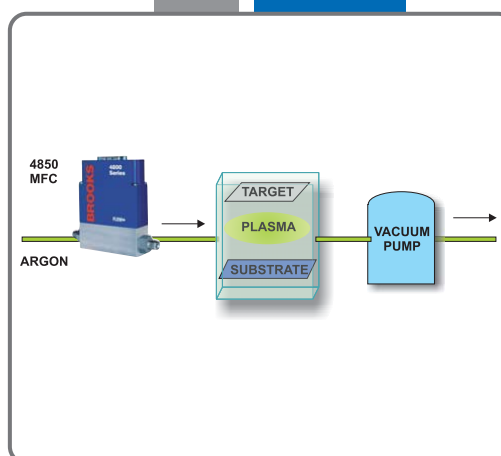 4850
MFC
BROOKS
4800
Series
TARGET
PLASMA
SUBSTRATE
VACUUM
PUMP
ARGON